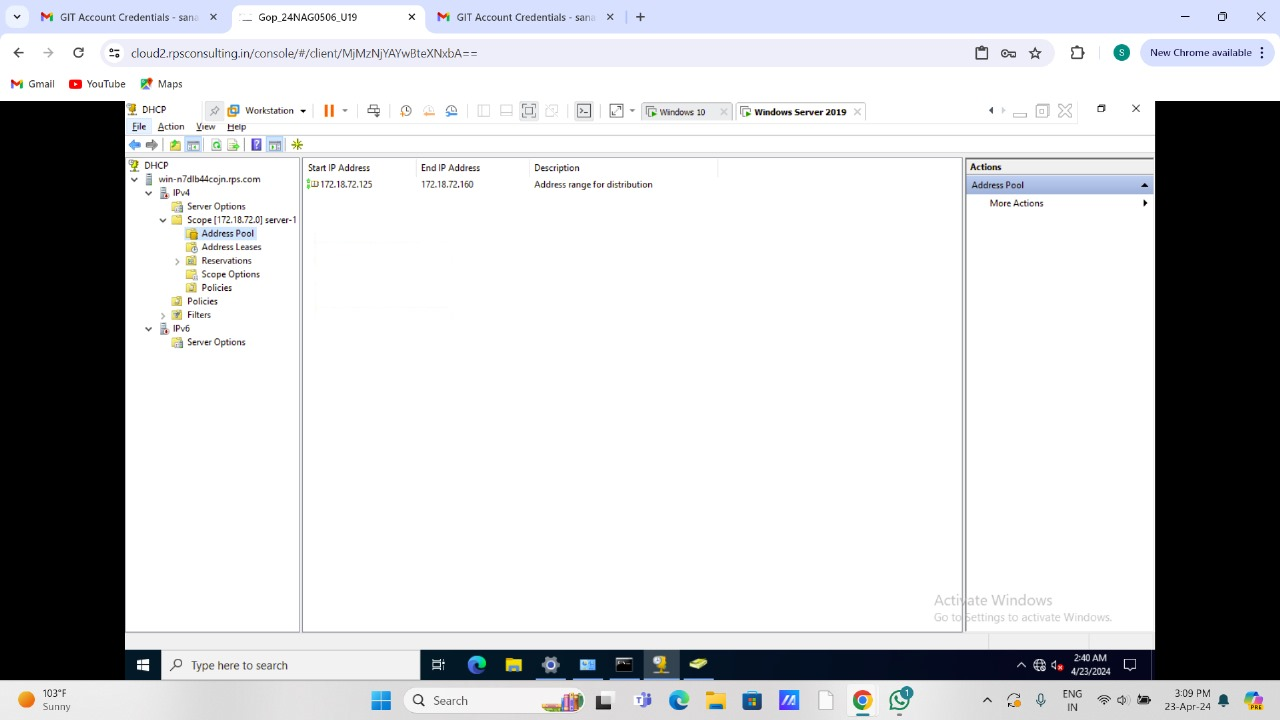 GIT Account Credentials - sana
Gop_24NAG0506_U19
GIT Account Credentials - sana
cloud2.rpsconsulting.in/console/#/client/MjMzNjYAYwBteXNxbA==
S
New Chrome available
Gmail
YouTube
Maps
DHCP
Workstation
Windows 10
Windows Server 2019
File Action View Help
DHCP
win-n7dlb44cojn.rps.com
IPv4
Server Options
Scope [172.18.72.0] server-1
Address Pool
Address Leases
Reservations
Scope Options
Policies
Policies
Filters
IPv6
Server Options
Start IP Address End IP Address Description
172.18.72.125 172.18.72.160 Address range for distribution
Actions
Address Pool
More Actions
Activate Windows
Go to Settings to activate Windows.
Type here to search
2:40 AM
4/23/2024
103°F
Sunny
Search
1
ENG
IN
3:09 PM
23-Apr-24
PRE